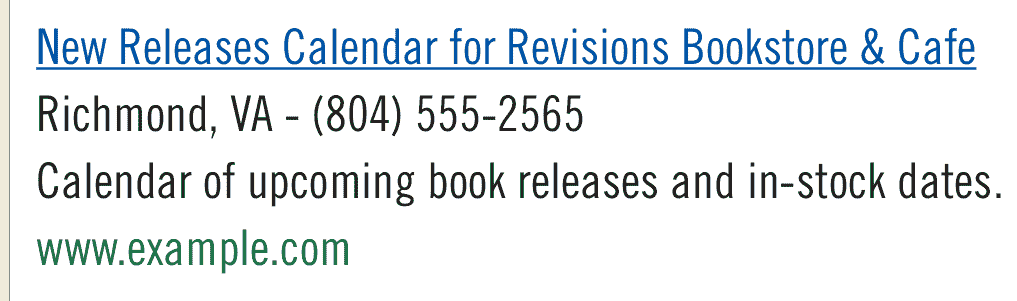 New Releases Calendar for Revisions Bookstore & Cafe
Richmond, VA - (804) 555-2565
Calendar of upcoming book releases and in-stock dates.
www.example.com